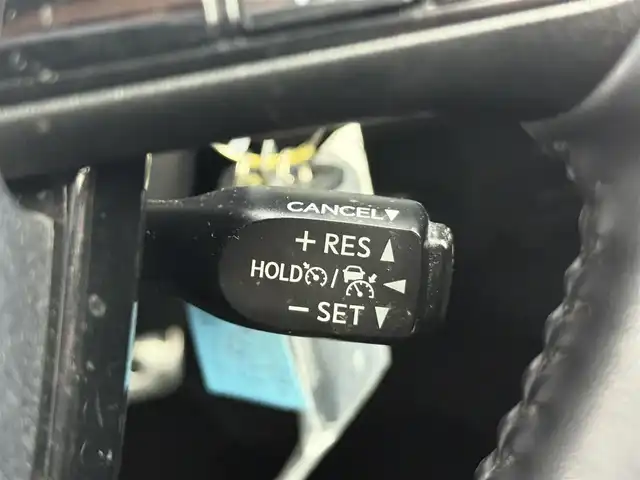 CANCEL▼
+ RES ▲
HOLD / ◀
− SET ▼